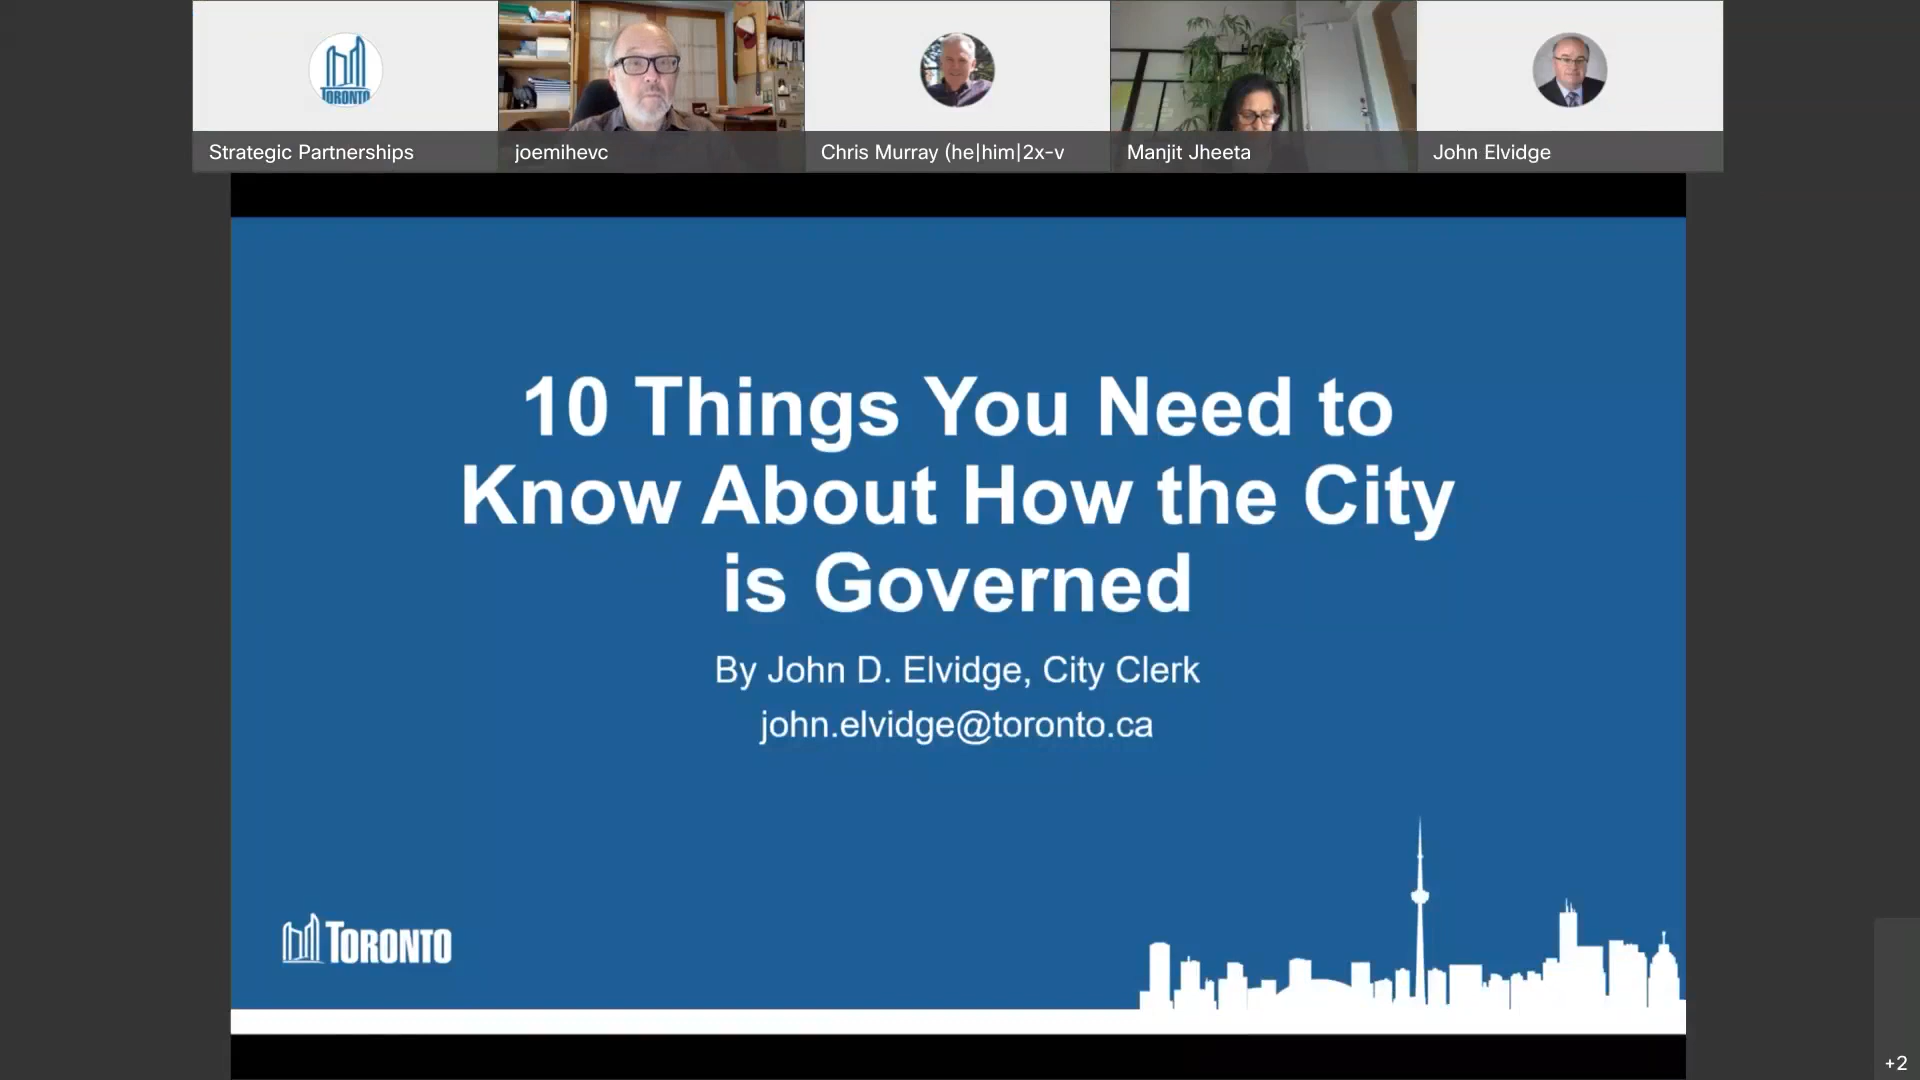 TORONTO
Strategic Partnerships
joemihevc
Chris Murray (he|him|2x-v
Manjit Jheeta
John Elvidge
10 Things You Need to
Know About How the City
is Governed
By John D. Elvidge, City Clerk
john.elvidge@toronto.ca
TORONTO
+2